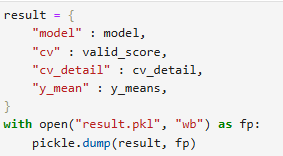 result = {
    "model" : model,
    "cv" : valid_score,
    "cv_detail" : cv_detail,
    "y_mean" : y_means,
}
with open("result.pkl", "wb") as fp:
    pickle.dump(result, fp)